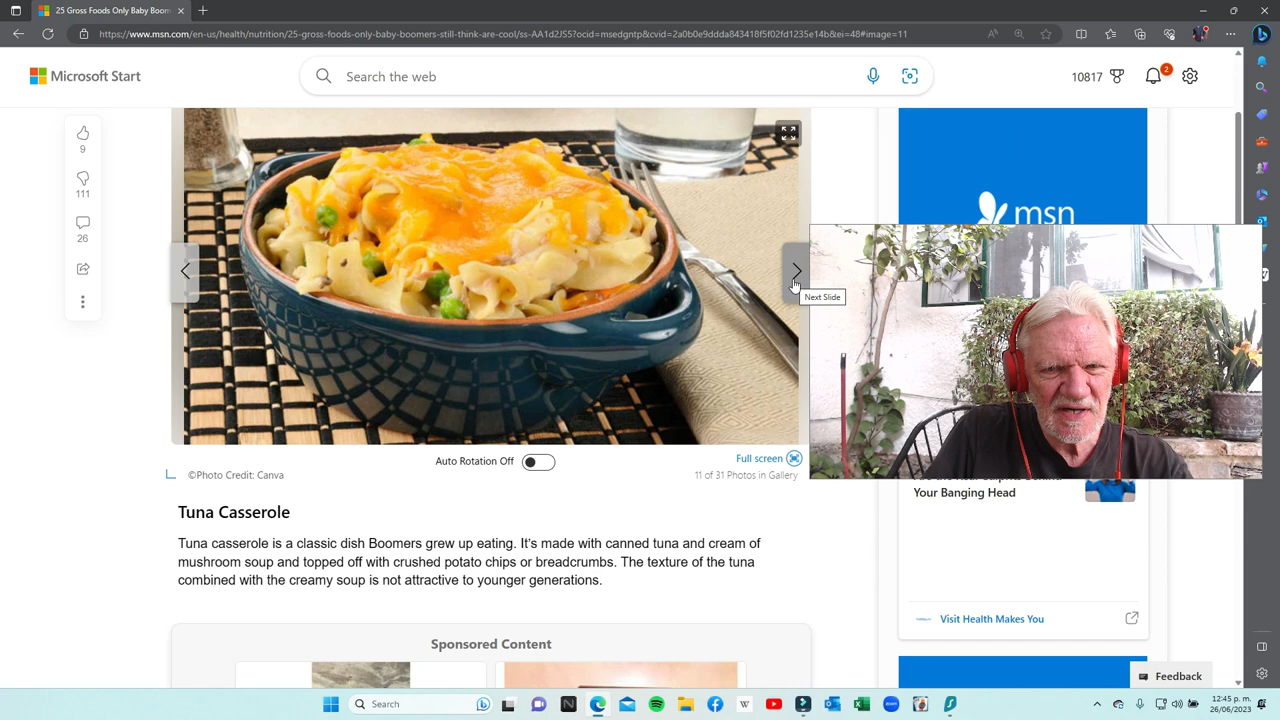 25 Gross Foods Only Baby Boom
https://www.msn.com/en-us/health/nutrition/25-gross-foods-only-baby-boomers-still-think-are-cool/ss-AA1d2JS5?ocid=msedgntp&cvid=2a0b0e9ddda843418f5f02fd1235e14b&ei=48#image=11
Microsoft Start
Search the web
10817
2
9
111
26
msn
Next Slide
Auto Rotation Off
Full screen
©Photo Credit: Canva
11 of 31 Photos in Gallery
Your Banging Head
Tuna Casserole
Tuna casserole is a classic dish Boomers grew up eating. It's made with canned tuna and cream of
mushroom soup and topped off with crushed potato chips or breadcrumbs. The texture of the tuna
combined with the creamy soup is not attractive to younger generations.
Visit Health Makes You
Sponsored Content
Feedback
Search
12:45 p. m.
26/06/2023